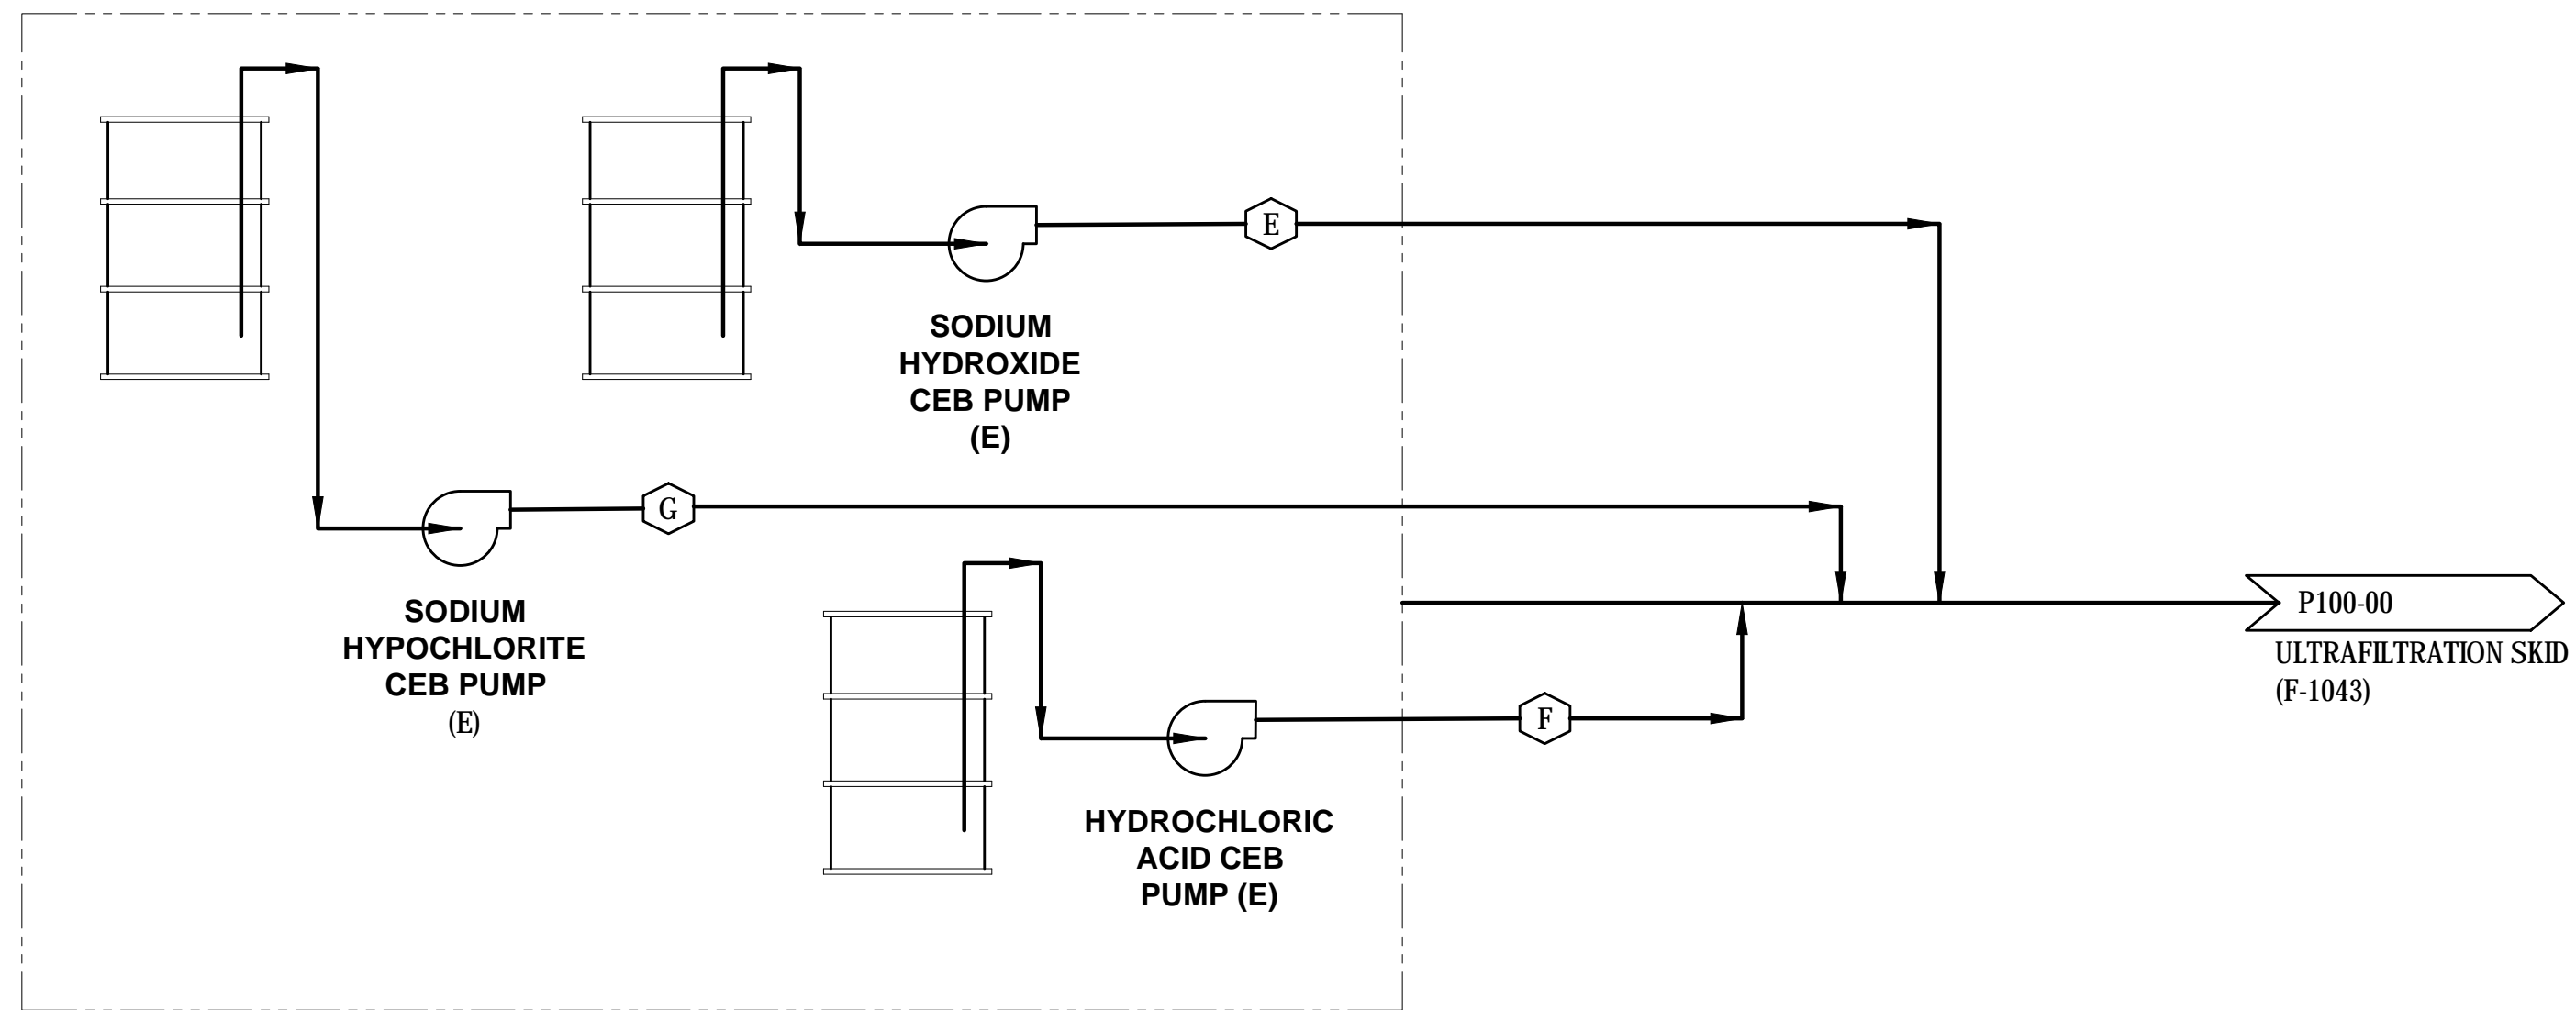 E
SODIUM
HYDROXIDE
CEB PUMP
(E)
G
SODIUM
HYPOCHLORITE
CEB PUMP
(E)
P100-00
ULTRAFILTRATION SKID
(F-1043)
F
HYDROCHLORIC
ACID CEB
PUMP (E)